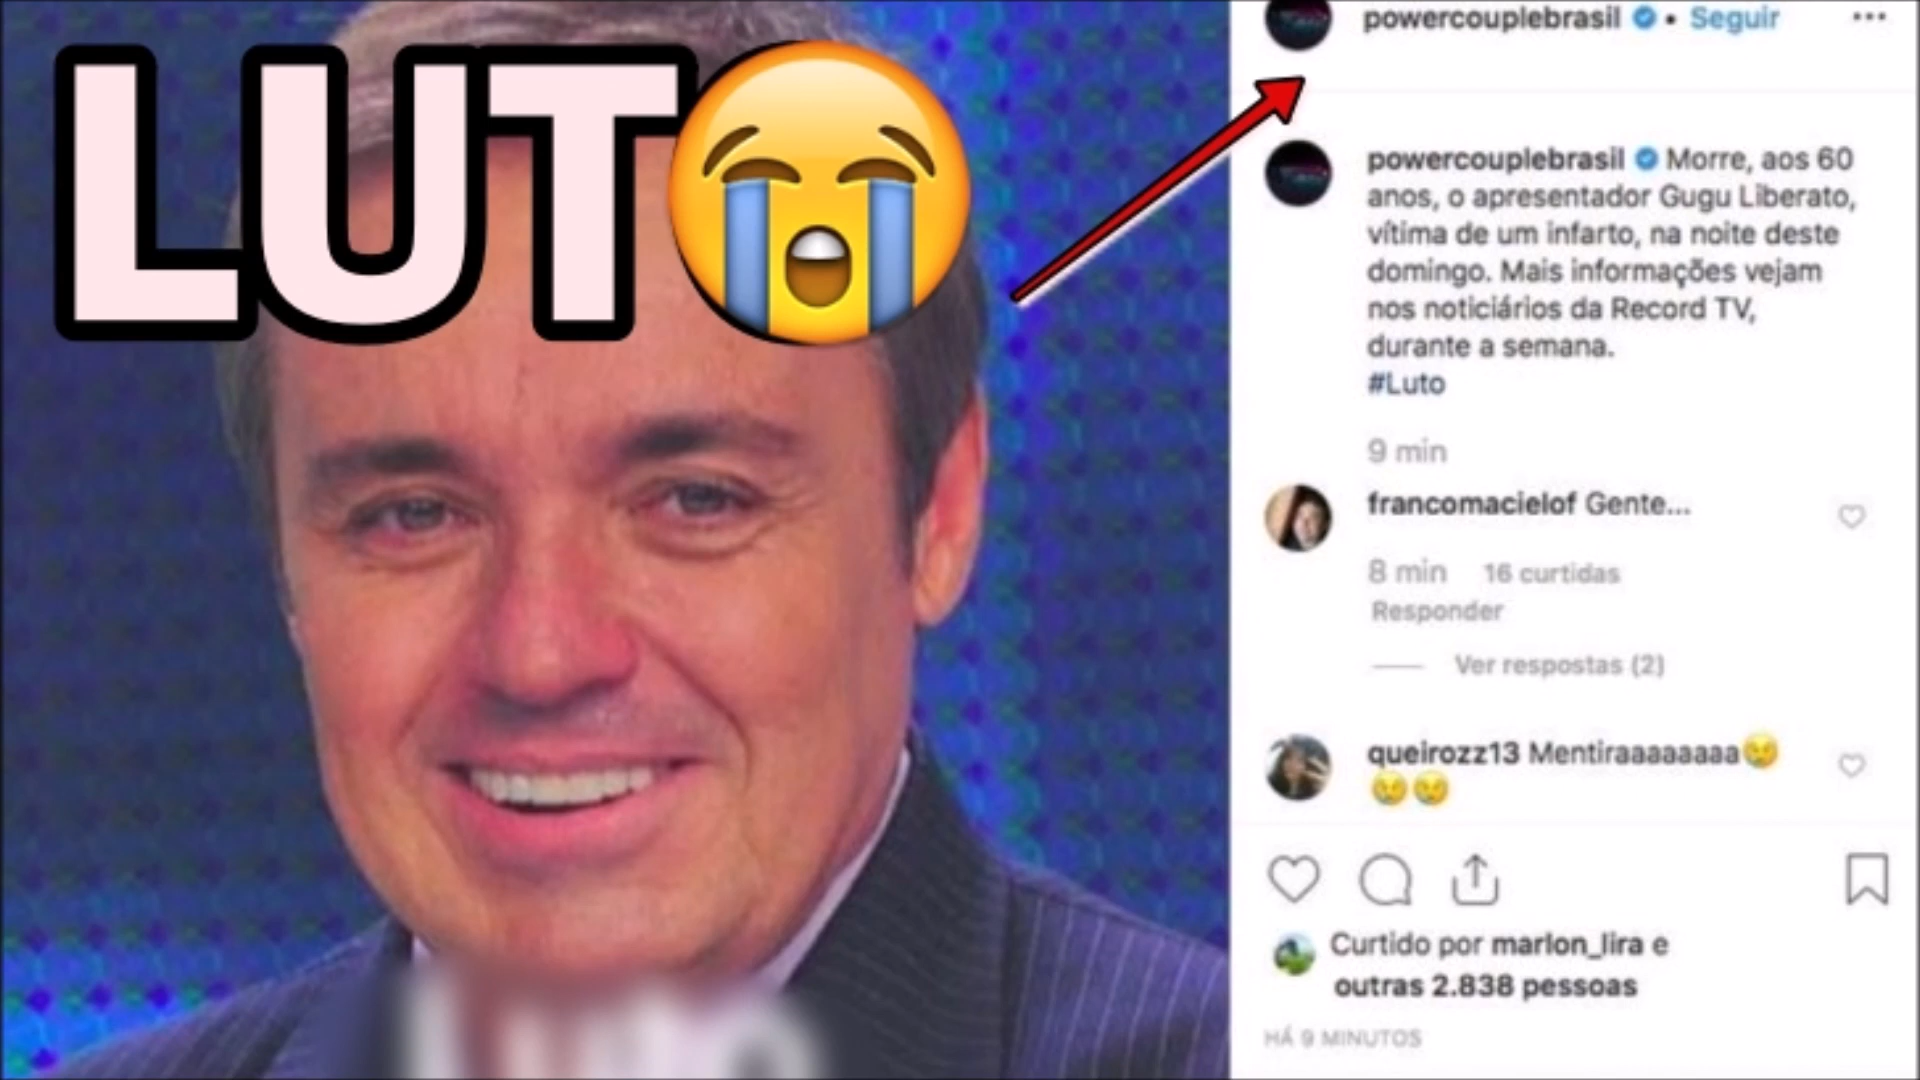 LUTO
powercouplebrasil • Seguir
powercouplebrasil Morre, aos 60
anos, o apresentador Gugu Liberato,
vítima de um infarto, na noite deste
domingo. Mais informações vejam
nos noticiários da Record TV,
durante a semana.
#Luto
9 min
francomacielof Gente...
8 min 16 curtidas
Responder
Ver respostas (2)
queirozz13 Mentiraaaaaaaa😢
😢😢
Curtido por marlon_lira e
outras 2.838 pessoas
HÁ 9 MINUTOS